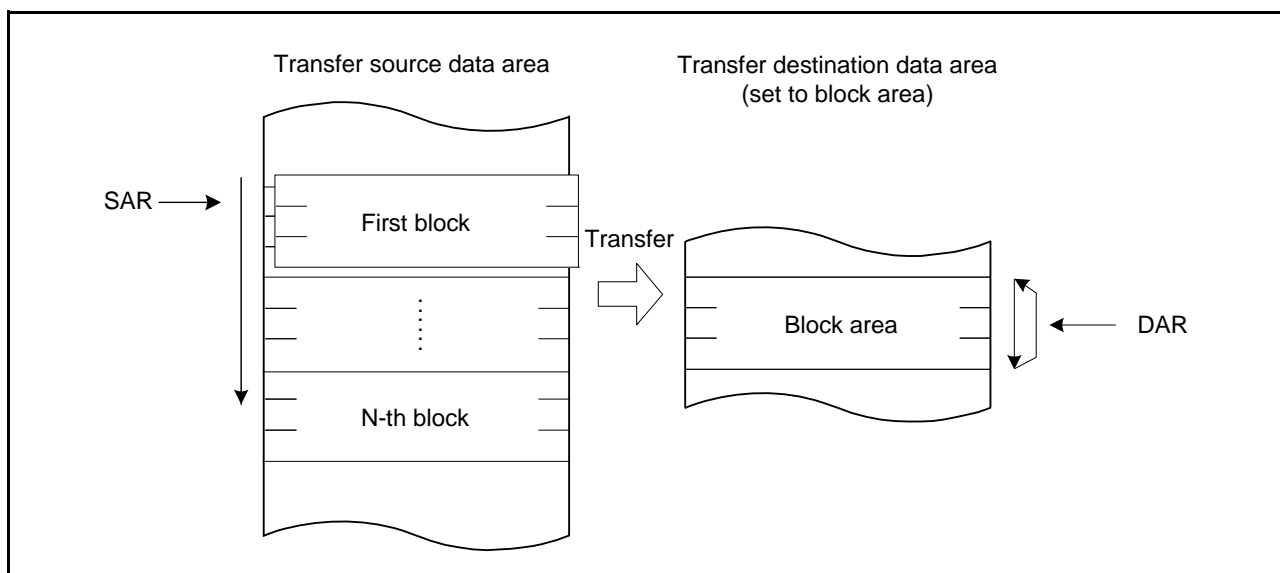 Transfer source data area
Transfer destination data area
(set to block area)
SAR
First block
Transfer
Block area
DAR
N-th block